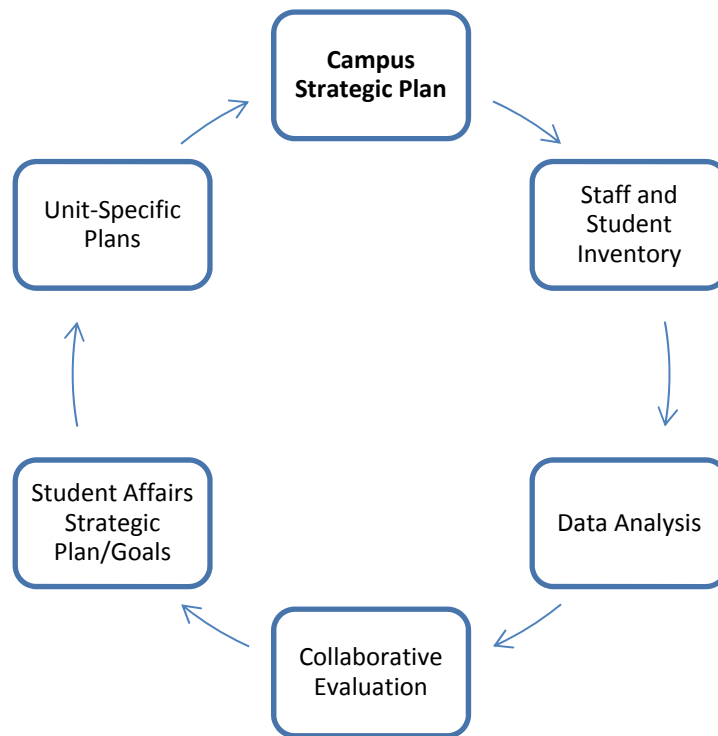 Campus
Strategic Plan
Staff and
Student
Inventory
Data Analysis
Collaborative
Evaluation
Student Affairs
Strategic
Plan/Goals
Unit-Specific
Plans